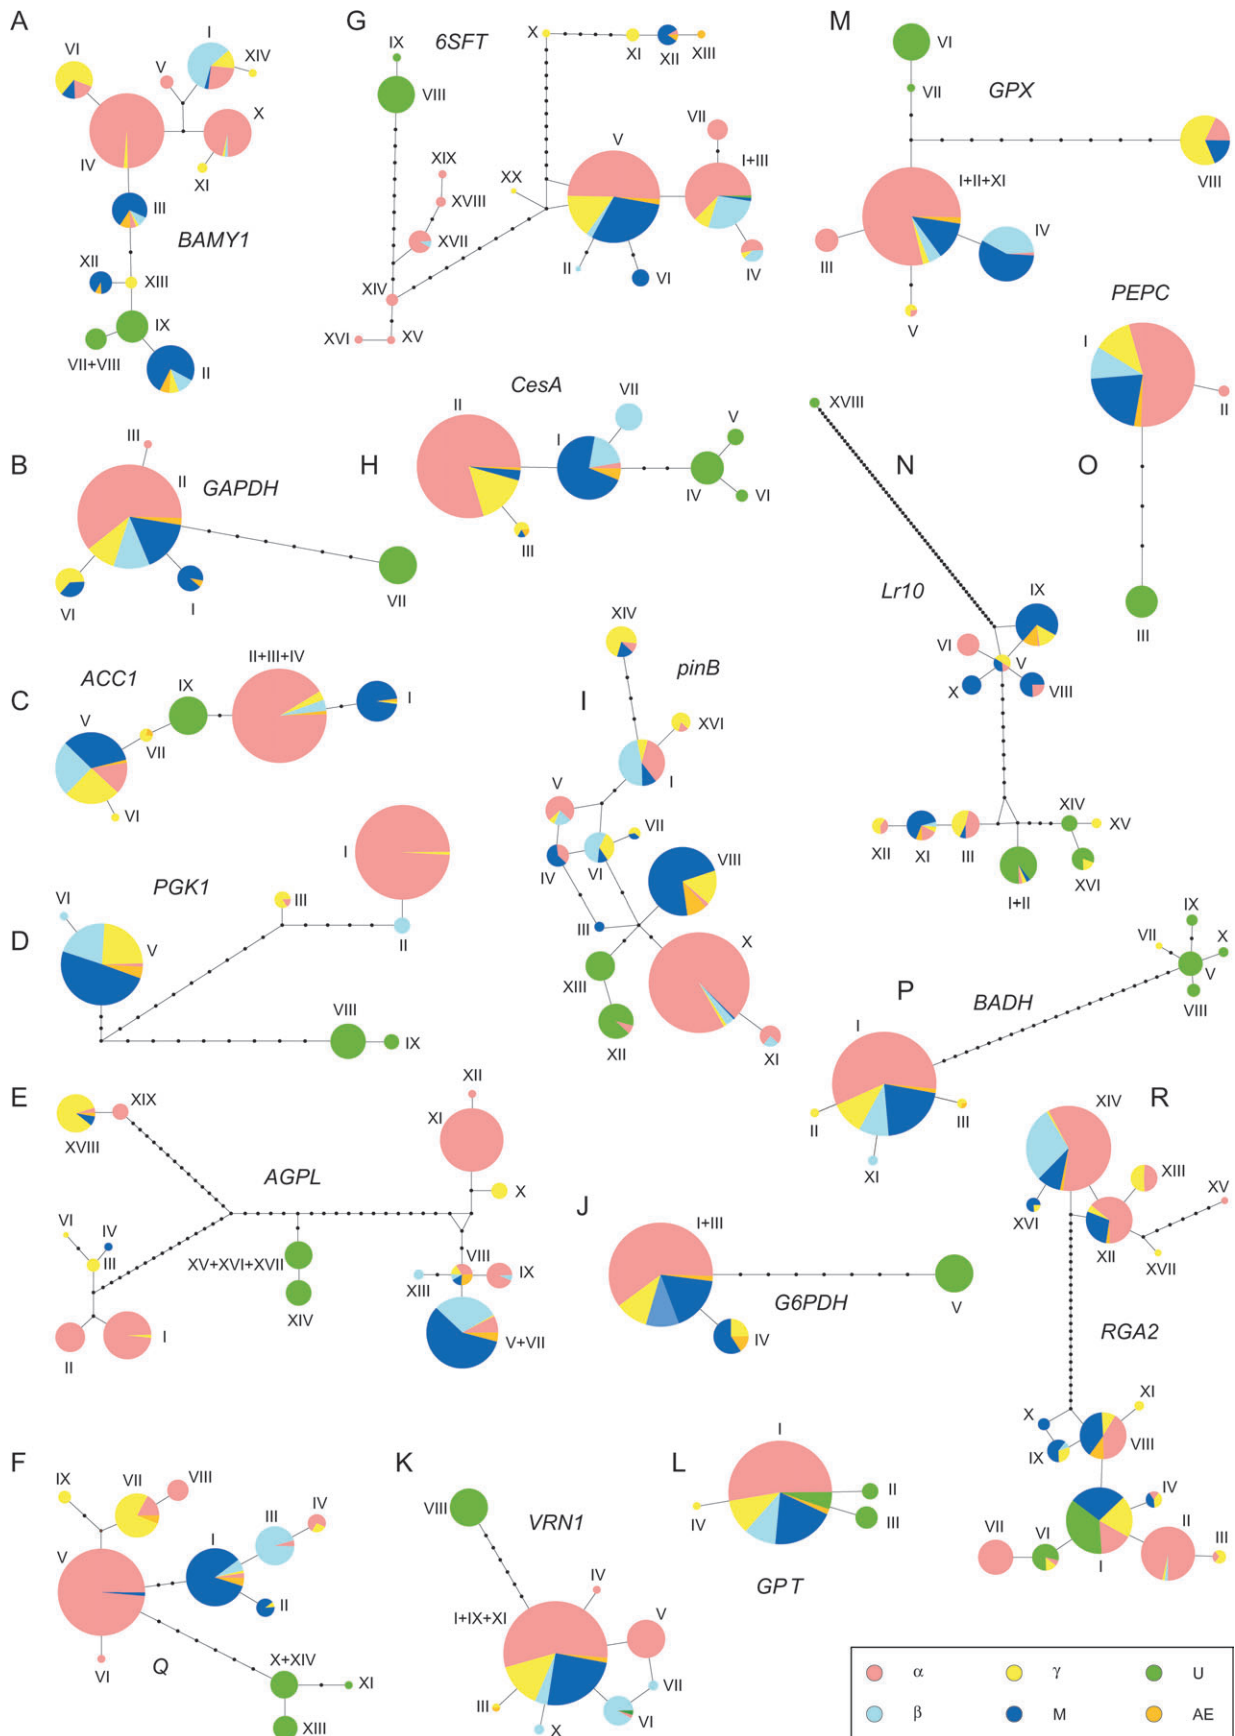 A
BAMY1
VI
I
XIV
V
X
IV
XI
III
XII
XIII
IX
VII+VIII
II
B
GAPDH
III
II
VI
I
VII
C
ACC1
II+III+IV
IX
I
V
VII
VI
D
PGK1
I
III
II
VI
V
VIII
IX
E
AGPL
XIX
XVIII
XII
XI
X
VI
IV
III
XV+XVI+XVII
VIII
IX
XIII
XIV
V+VII
II
I
F
Q
IX
VII
VIII
III
IV
V
I
II
VI
X+XIV
XI
XIII
G
6SFT
IX
VIII
X
XI
XII
XIII
V
VII
I+III
XIX
XX
XVIII
XVII
II
VI
IV
XIV
XVI
XV
H
CesA
II
VII
I
V
IV
VI
III
I
pinB
XIV
XVI
I
V
VII
VI
IV
VIII
III
X
XIII
XII
XI
J
G6PDH
I+III
IV
V
K
VRN1
VIII
IV
I+IX+XI
V
VII
III
X
VI
L
GPT
I
II
III
IV
M
GPX
VI
VII
VIII
I+II+XI
IV
III
V
N
Lr10
XVIII
IX
VI
V
X
VIII
XIV
XV
XII
XI
III
I+II
XVI
O
PEPC
I
II
III
P
BADH
IX
VII
X
V
VIII
I
II
III
XI
R
RGA2
XIV
XIII
XV
XVI
XII
XVII
XI
X
VIII
IX
IV
II
VII
VI
III
I
α
γ
U
β
M
AE